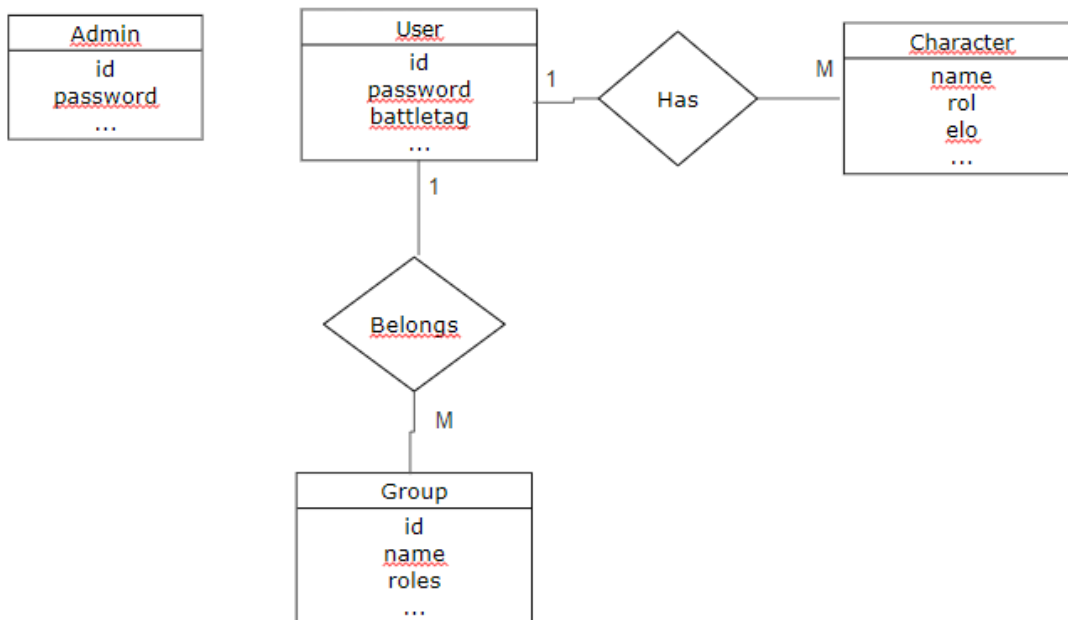 Admin
id
password
...
User
id
password
battletag
...
1
Has
M
Character
name
rol
elo
...
1
Belongs
M
Group
id
name
roles
...